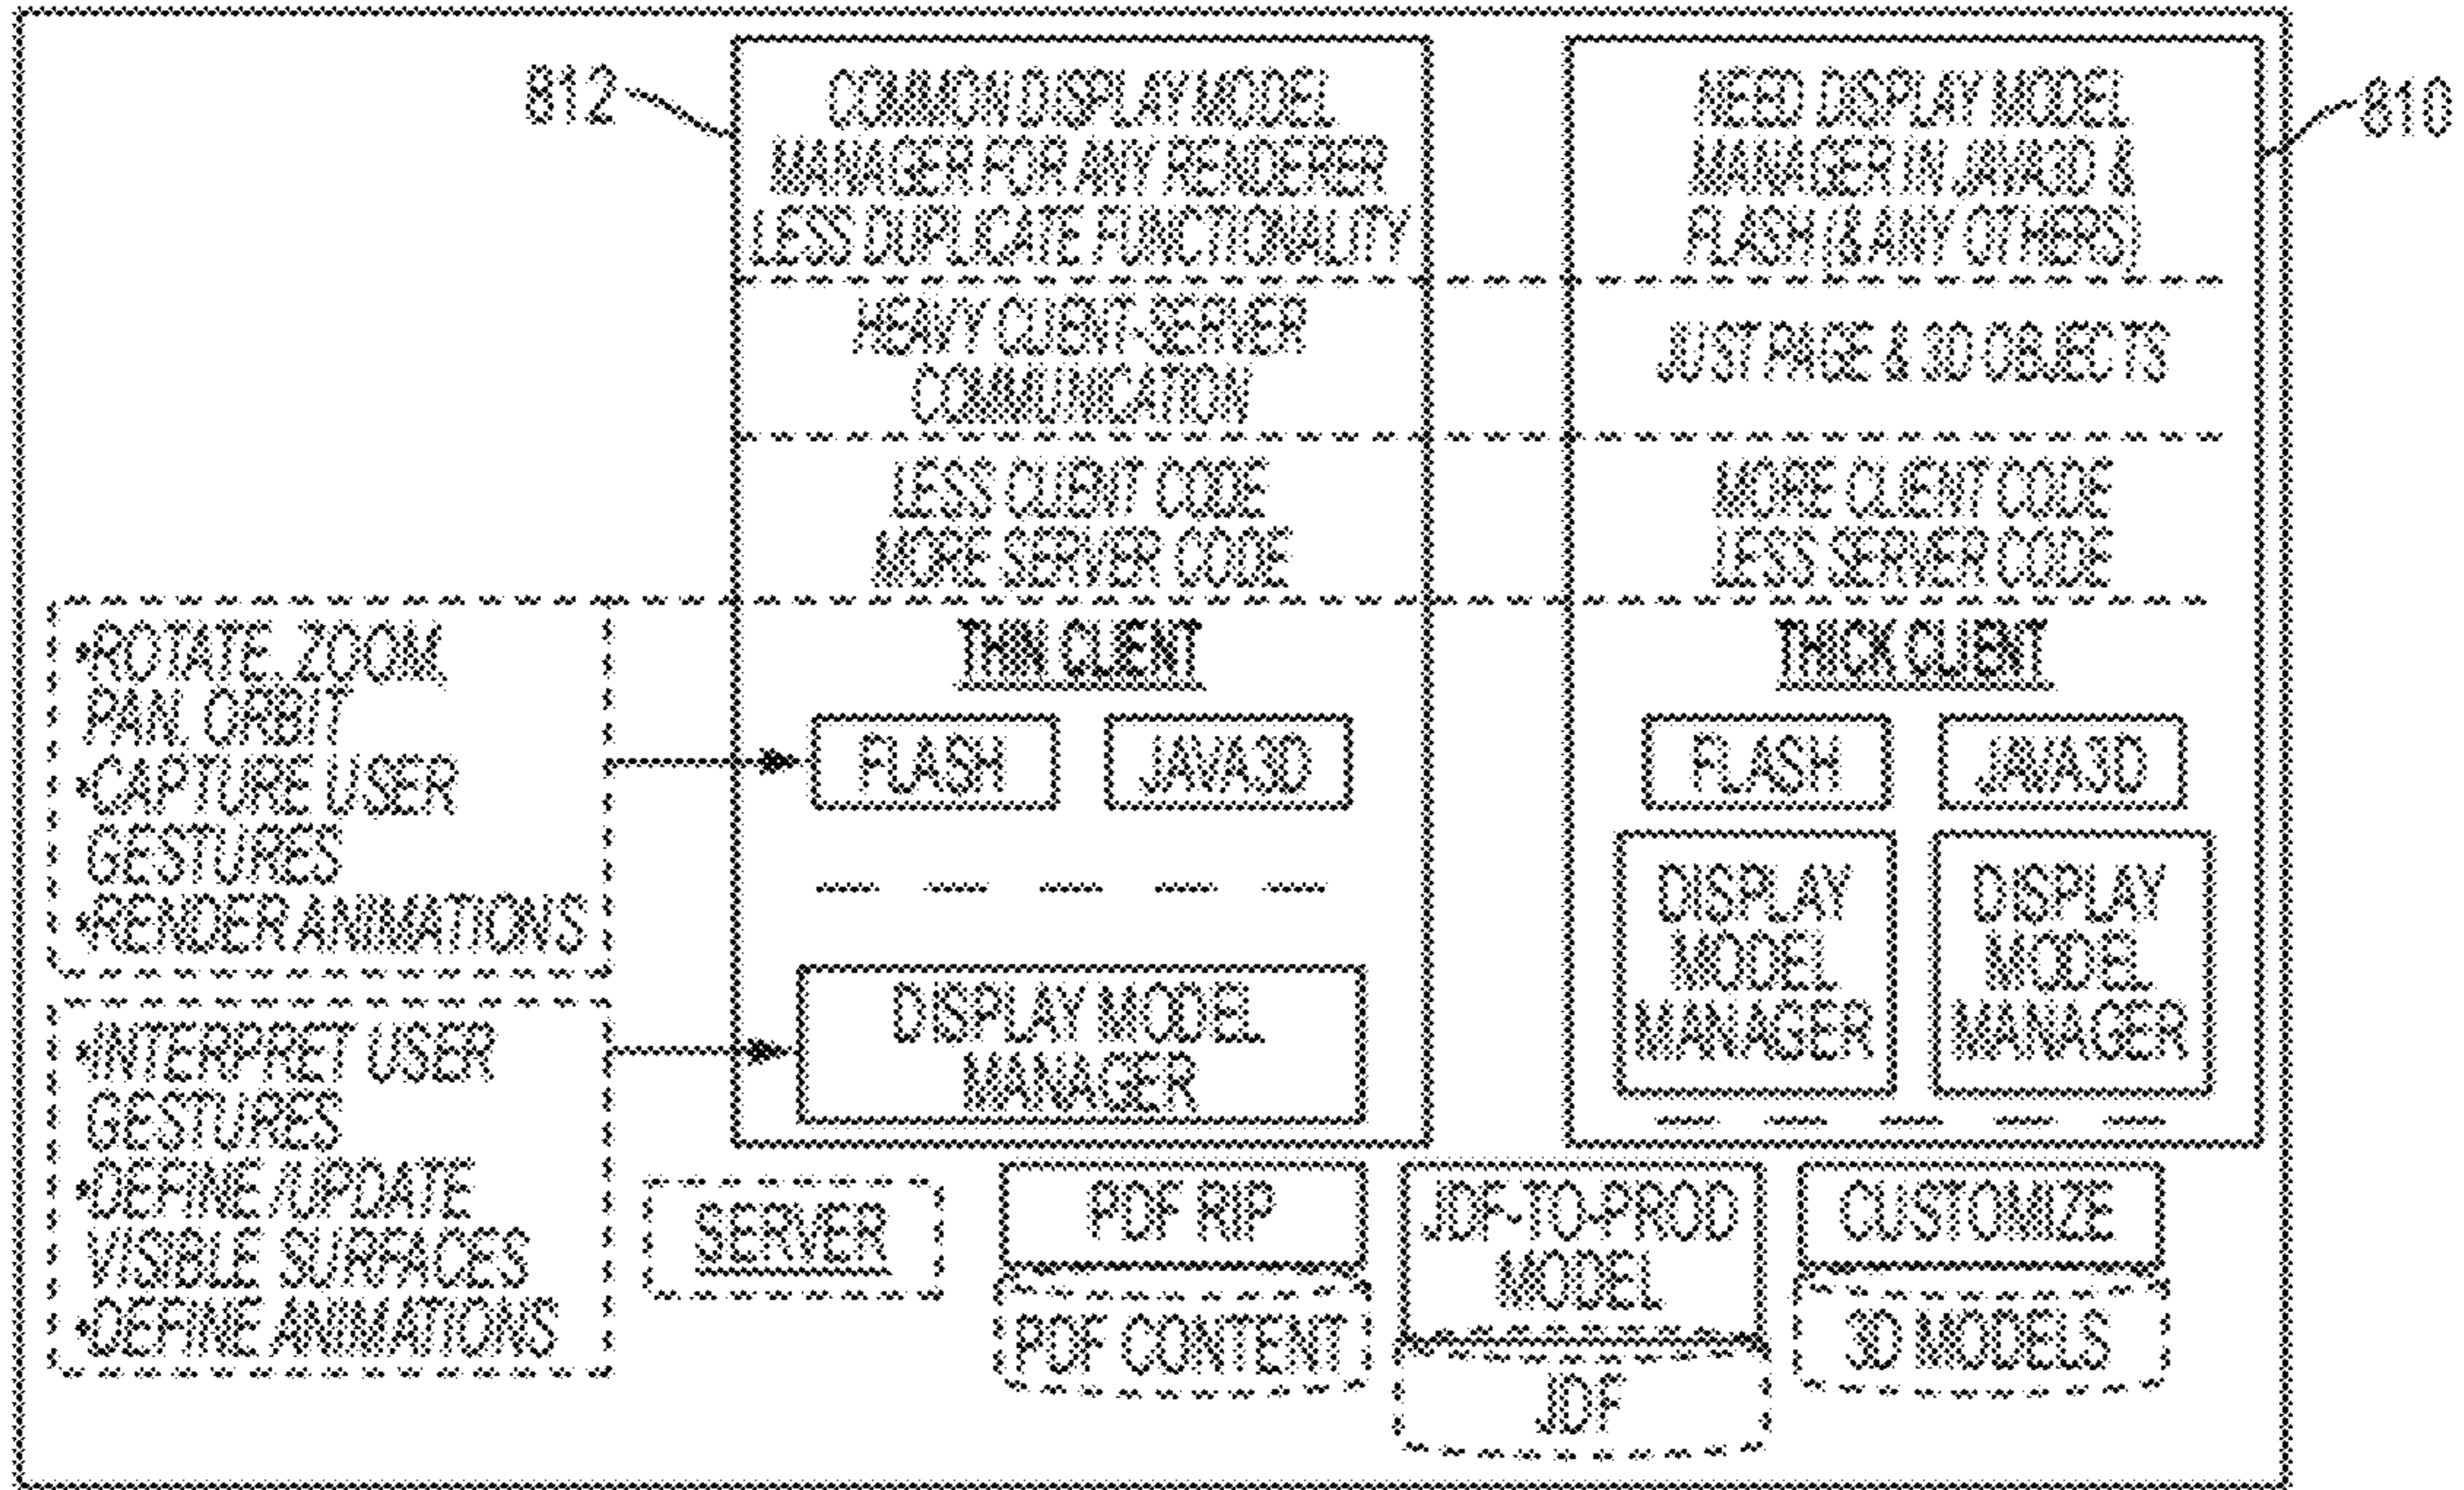 812
COMMON DISPLAY MODEL
MANAGER FOR ANY RENDERER
LESS DUPLICATE FUNCTIONALITY
NEED DISPLAY MODEL
MANAGER IN JAVA3D &
FLASH (& ANY OTHERS)
810
HEAVY CLIENT-SERVER
COMMUNICATION
JUST PAGE & 3D OBJECTS
LESS CLIENT CODE
MORE SERVER CODE
MORE CLIENT CODE
LESS SERVER CODE
•ROTATE, ZOOM,
PAN, ORBIT
•CAPTURE USER
GESTURES
•RENDER ANIMATIONS
THIN CLIENT
FLASH
JAVA3D
THICK CLIENT
FLASH
JAVA3D
DISPLAY
MODEL
MANAGER
DISPLAY
MODEL
MANAGER
•INTERPRET USER
GESTURES
•DEFINE /UPDATE
VISIBLE SURFACES
•DEFINE ANIMATIONS
DISPLAY MODEL
MANAGER
SERVER
PDF RIP
PDF CONTENT
JDF-TO-PROD
MODEL
JDF
CUSTOMIZE
3D MODELS